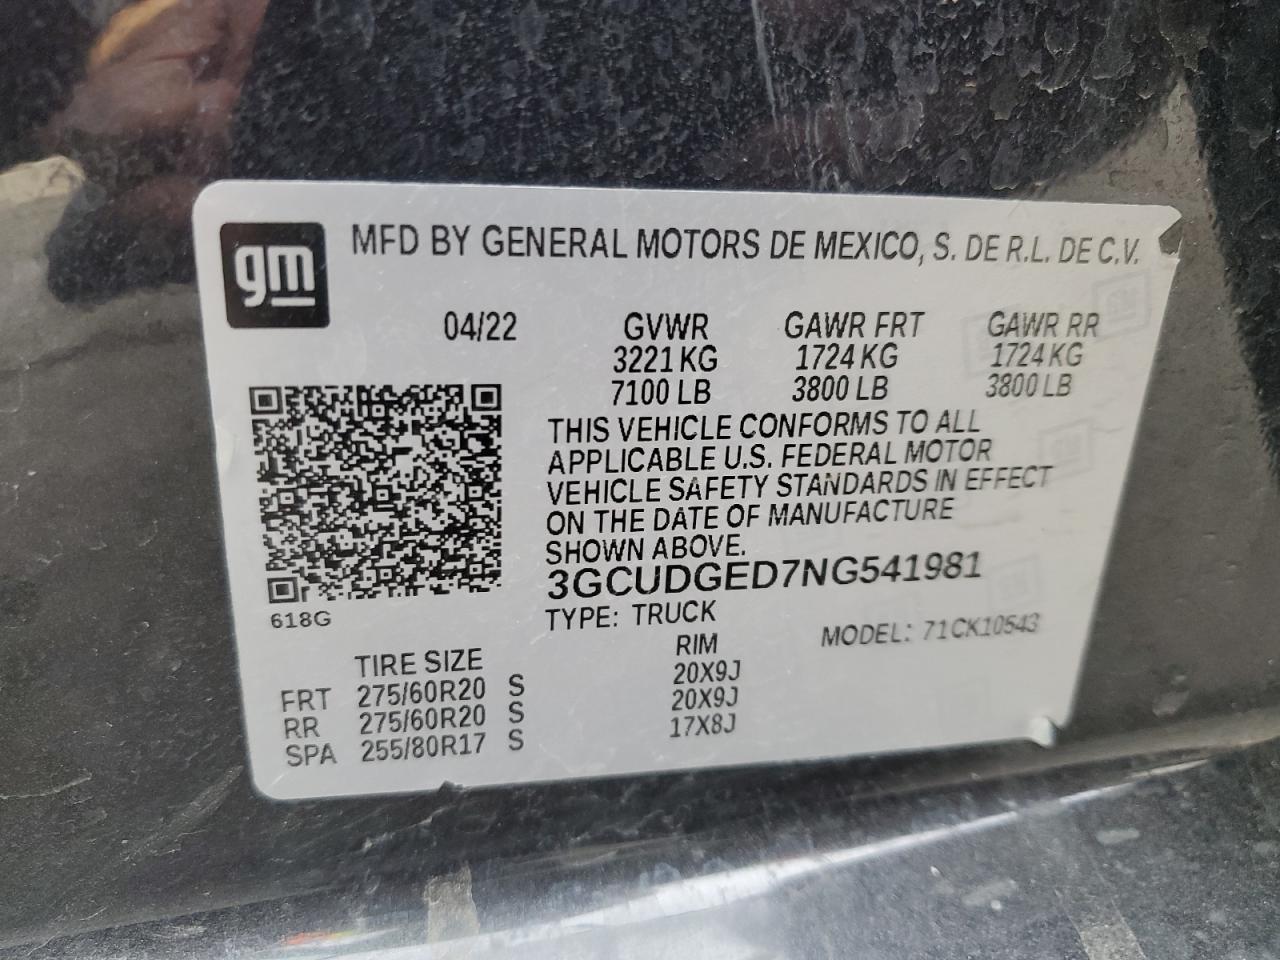 gm
MFD BY GENERAL MOTORS DE MEXICO, S. DE R.L. DE C.V.
04/22 GVWR GAWR FRT GAWR RR
3221 KG 1724 KG 1724 KG
7100 LB 3800 LB 3800 LB
THIS VEHICLE CONFORMS TO ALL
APPLICABLE U.S. FEDERAL MOTOR
VEHICLE SAFETY STANDARDS IN EFFECT
ON THE DATE OF MANUFACTURE
SHOWN ABOVE.
3GCUDGED7NG541981
618G
TYPE: TRUCK MODEL: 71CK10543
TIRE SIZE RIM
FRT 275/60R20 S 20X9J
RR 275/60R20 S 20X9J
SPA 255/80R17 S 17X8J